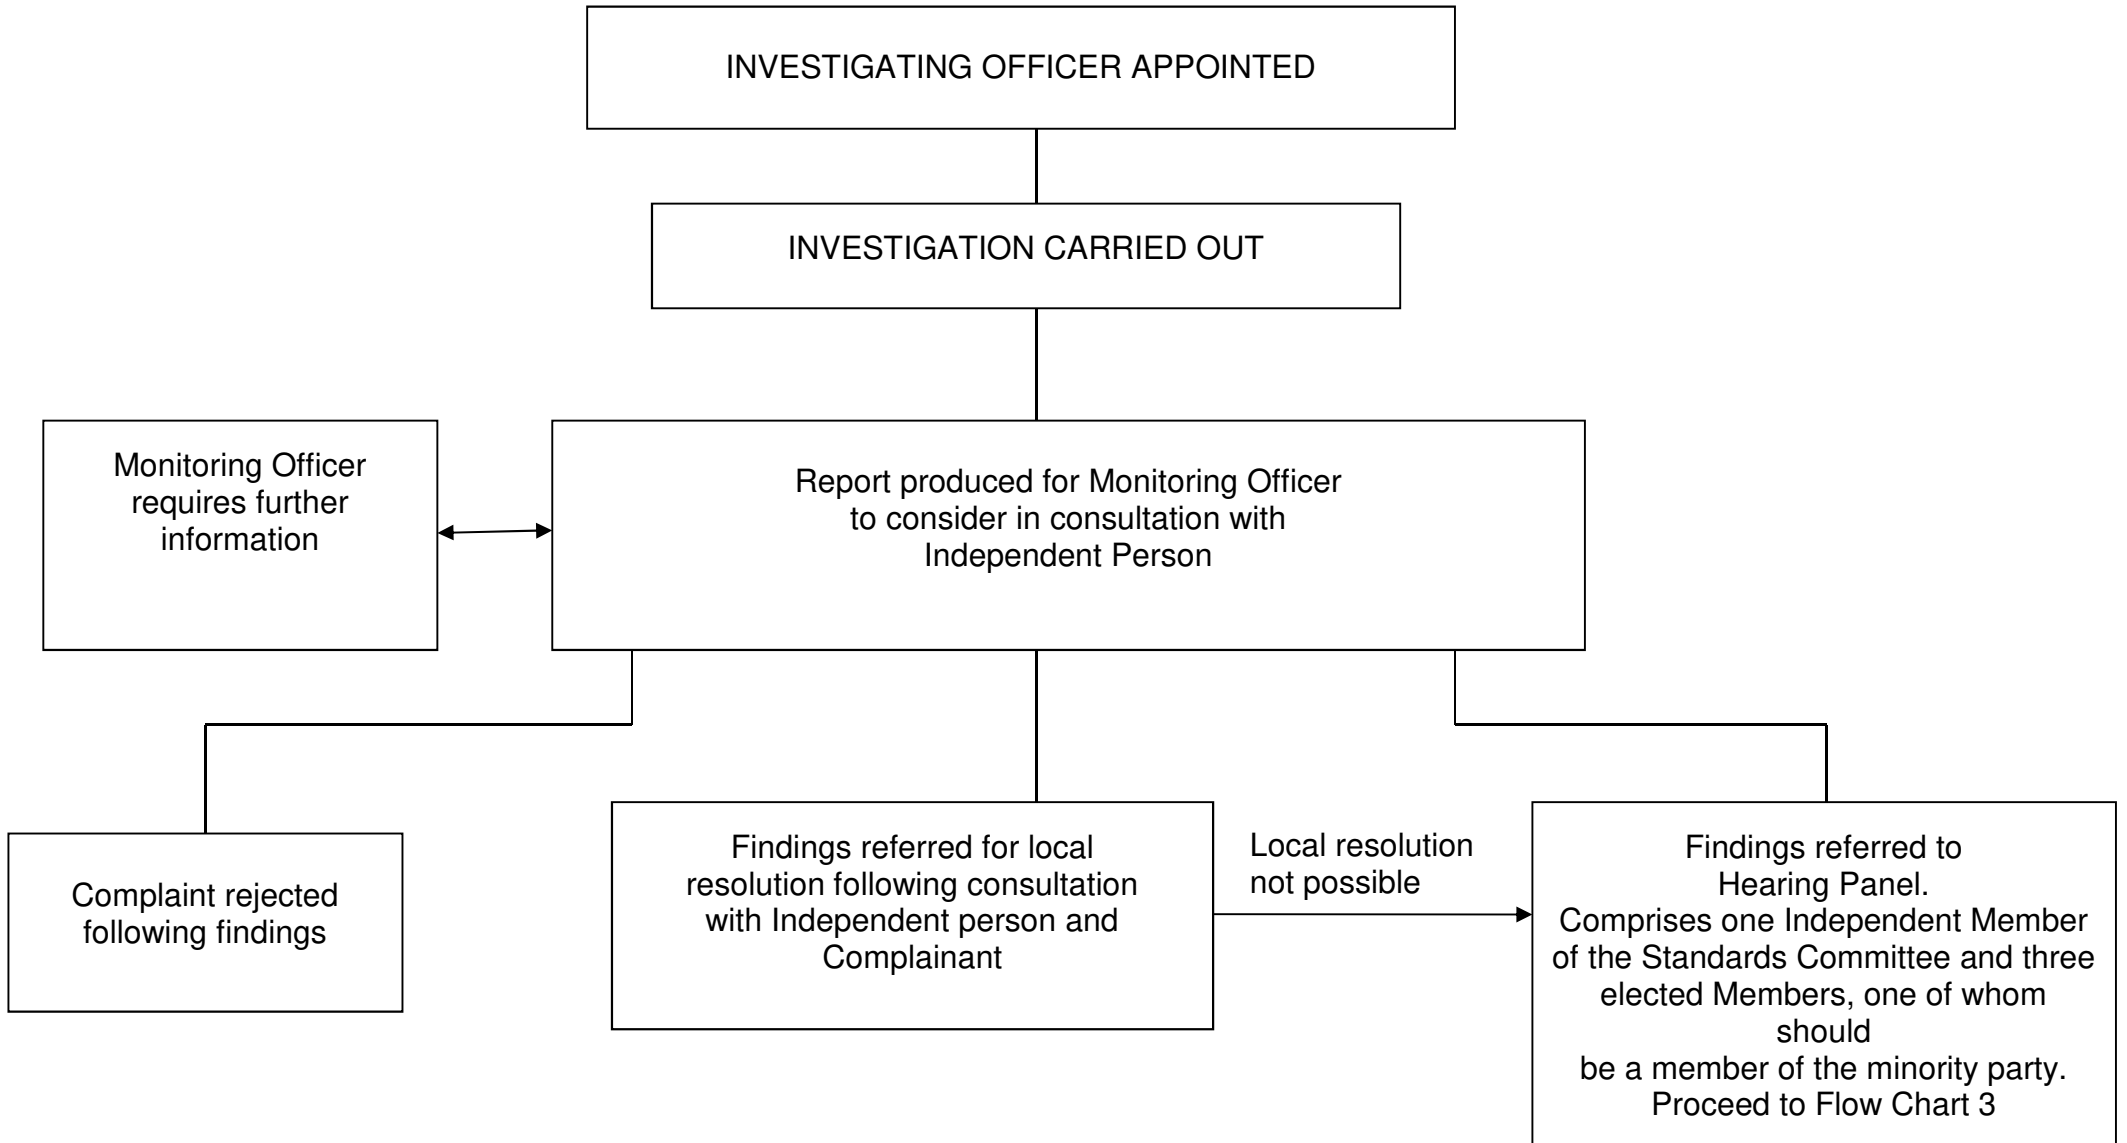 INVESTIGATING OFFICER APPOINTED
INVESTIGATION CARRIED OUT
Monitoring Officer
requires further
information
Report produced for Monitoring Officer
to consider in consultation with
Independent Person
Complaint rejected
following findings
Findings referred for local
resolution following consultation
with Independent person and
Complainant
Local resolution
not possible
Findings referred to
Hearing Panel.
Comprises one Independent Member
of the Standards Committee and three
elected Members, one of whom
should
be a member of the minority party.
Proceed to Flow Chart 3